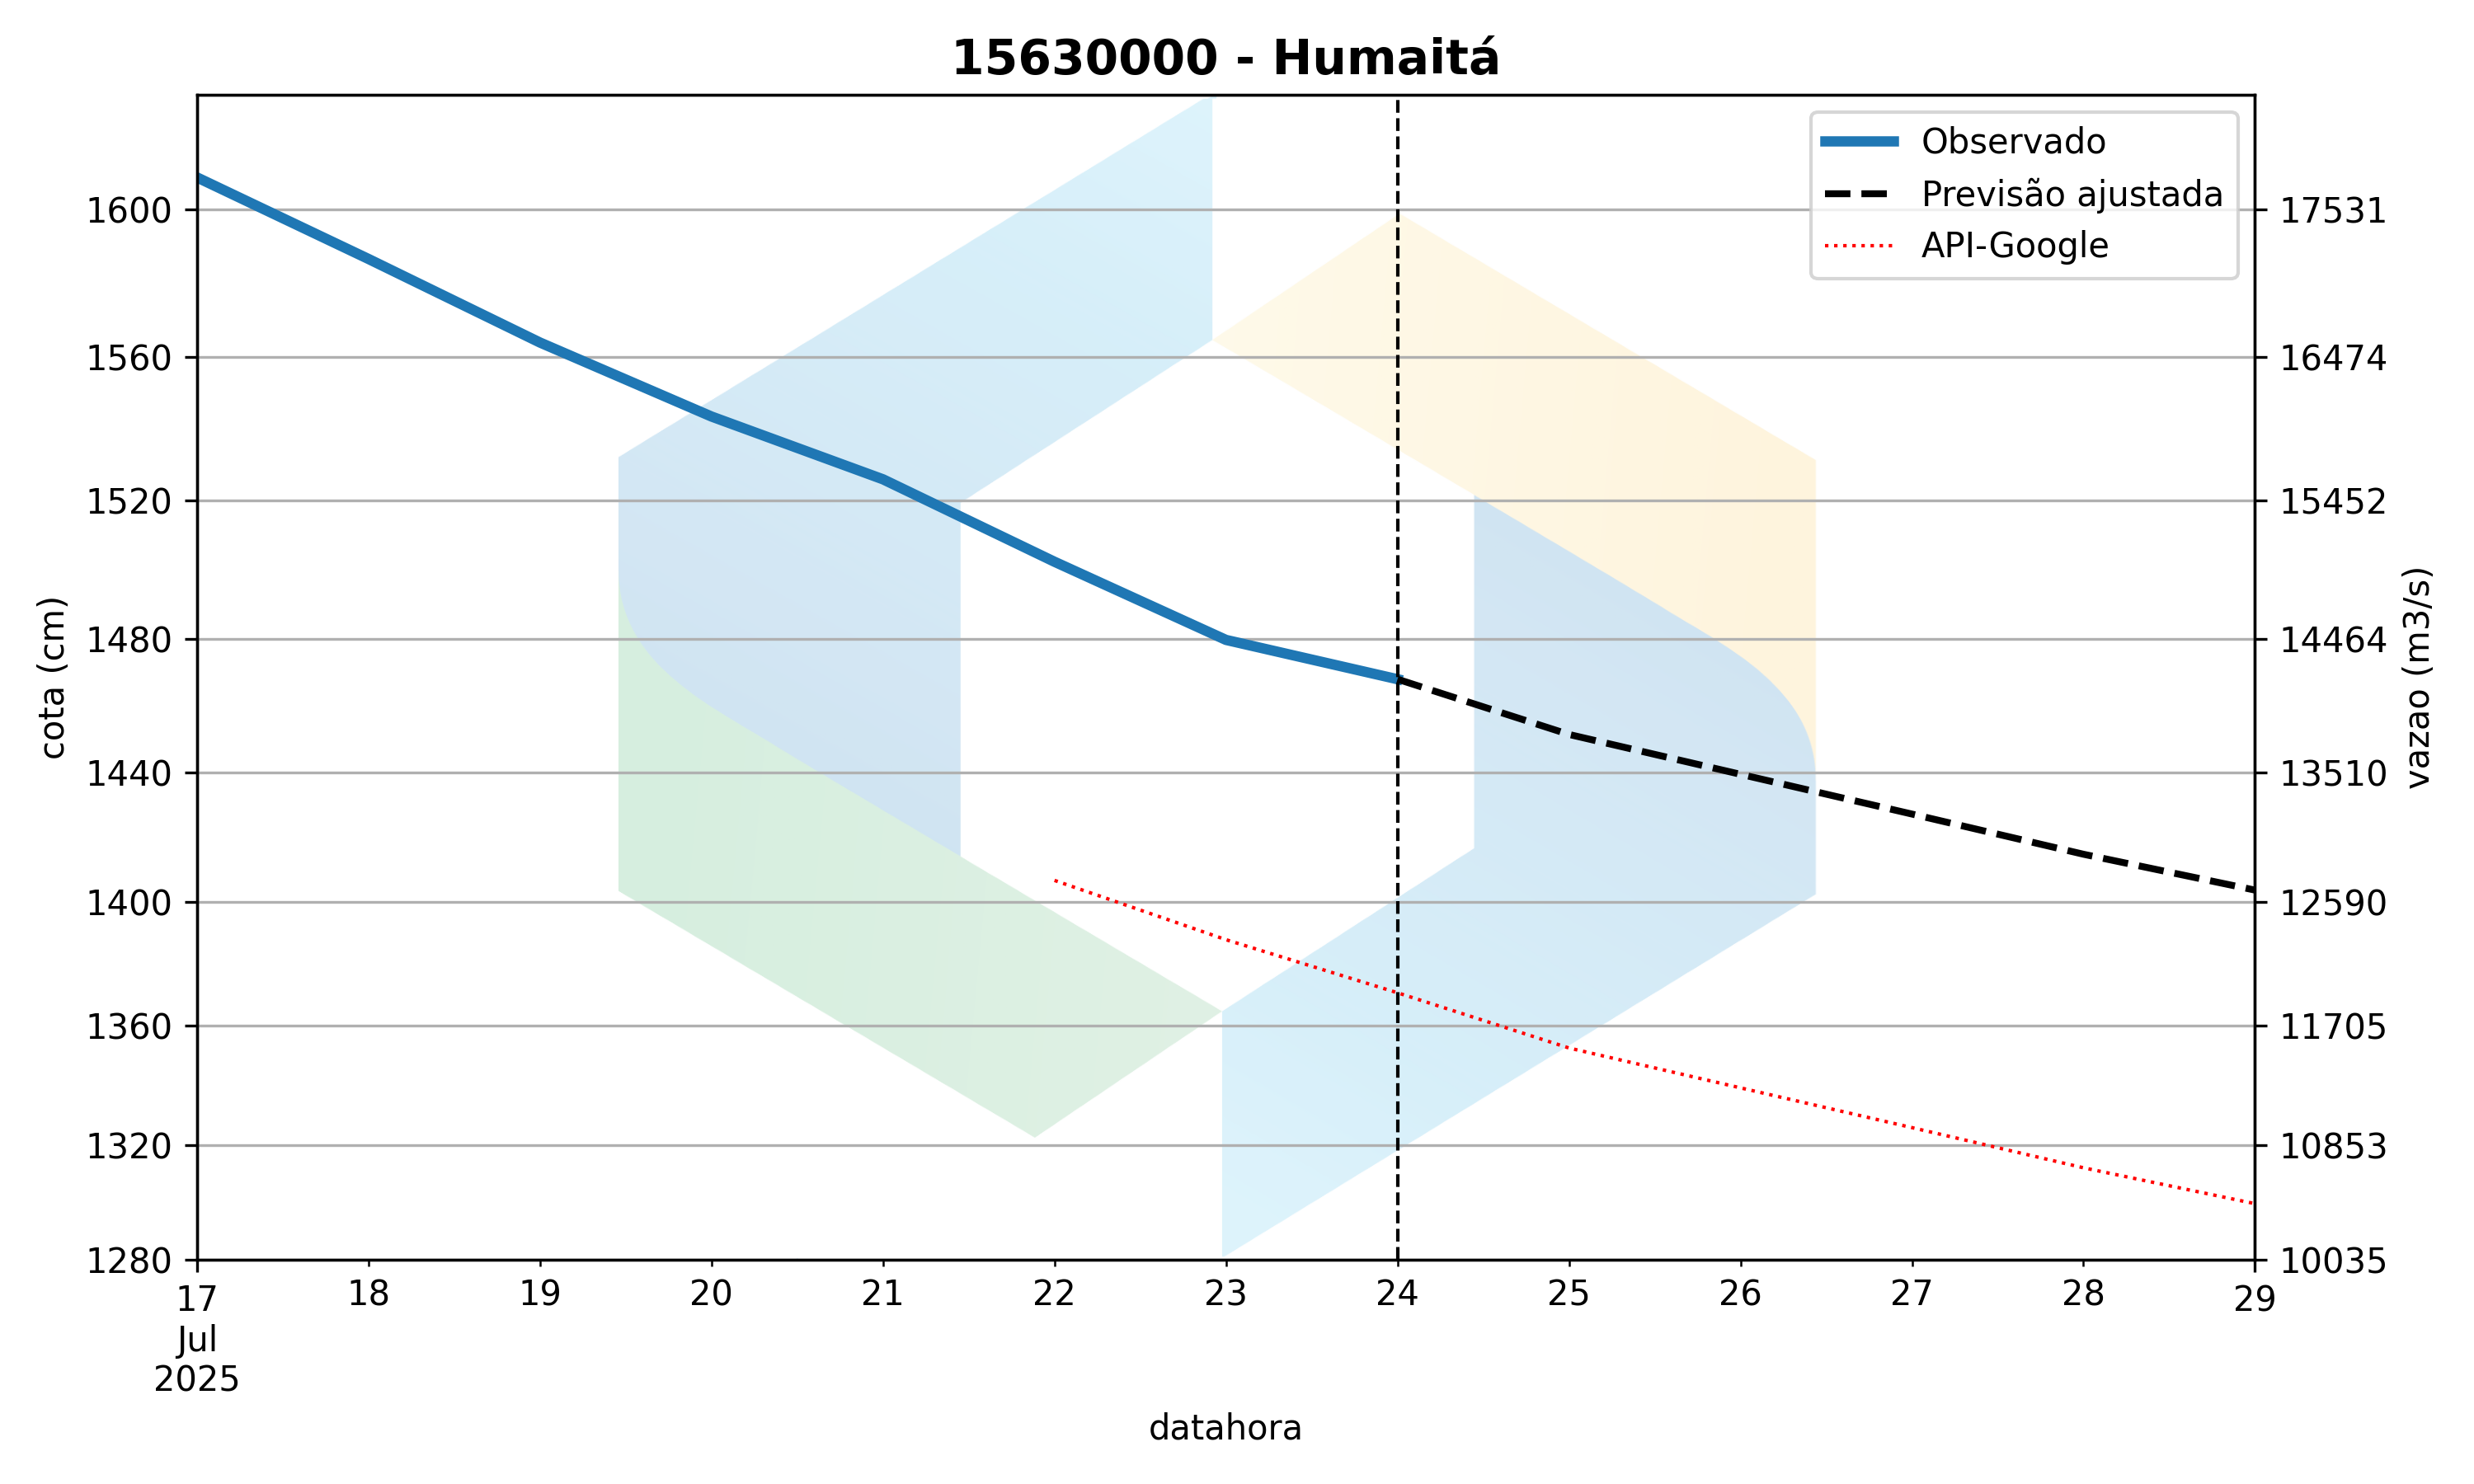 15630000 - Humaitá
Observado
Previsão ajustada
API-Google
cota (cm)
1600
1560
1520
1480
1440
1400
1360
1320
1280
17531
16474
15452
14464
13510
12590
11705
10853
10035
vazao (m3/s)
17 18 19 20 21 22 23 24 25 26 27 28 29
Jul
2025
datahora